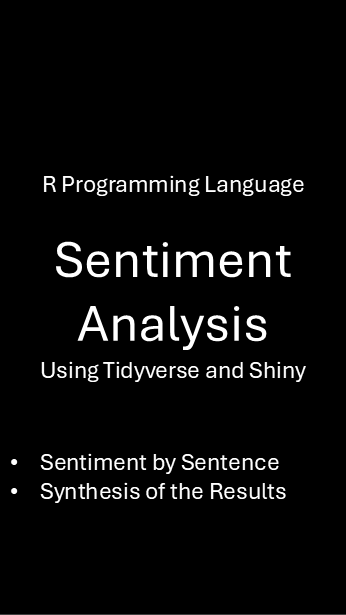 R Programming Language
Sentiment
Analysis
Using Tidyverse and Shiny
• Sentiment by Sentence
• Synthesis of the Results